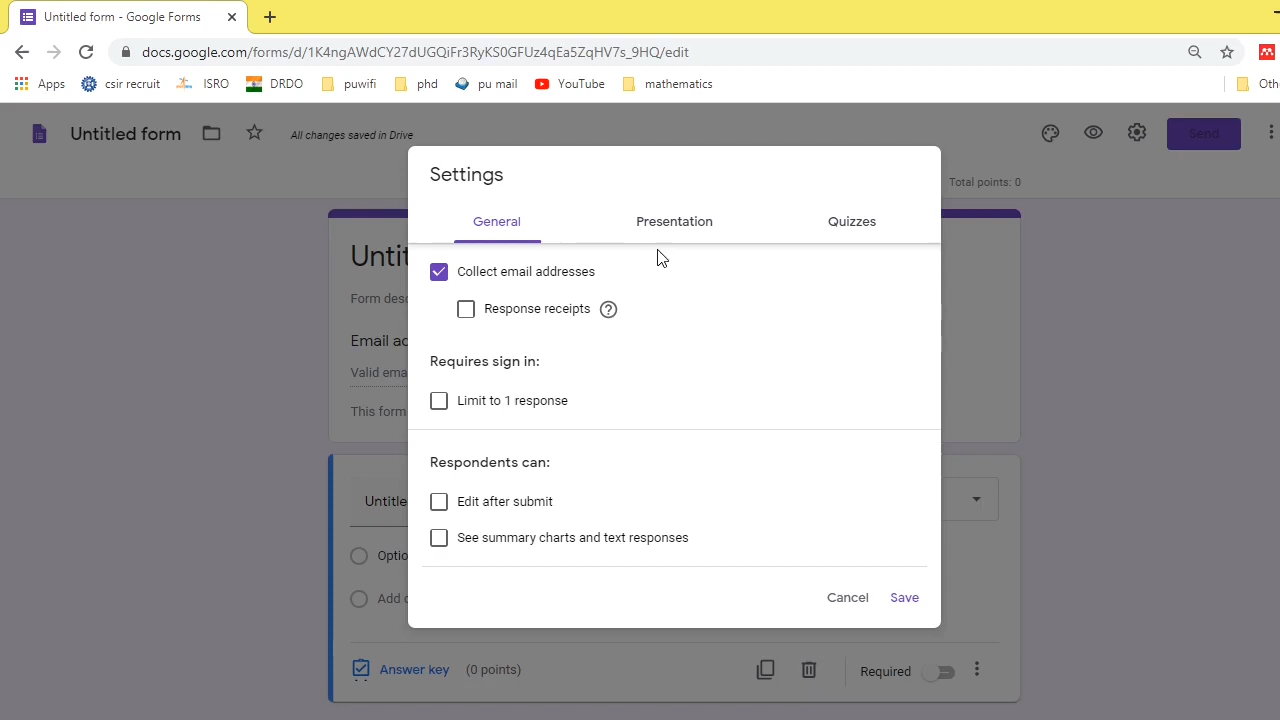 Untitled form - Google Forms
docs.google.com/forms/d/1K4ngAWdCY27dUGQiFr3RyKS0GFUz4qEa5ZqHV7s_9HQ/edit
Apps csir recruit ISRO DRDO puwifi phd pu mail YouTube mathematics Oth
Untitled form All changes saved in Drive Send
Total points: 0
Settings
General Presentation Quizzes
Untit
Collect email addresses
Form desc
Response receipts
Email ad
Requires sign in:
Valid emai
Limit to 1 response
This form
Respondents can:
Untitle
Edit after submit
See summary charts and text responses
Optio
Add o
Cancel Save
Answer key (0 points) Required